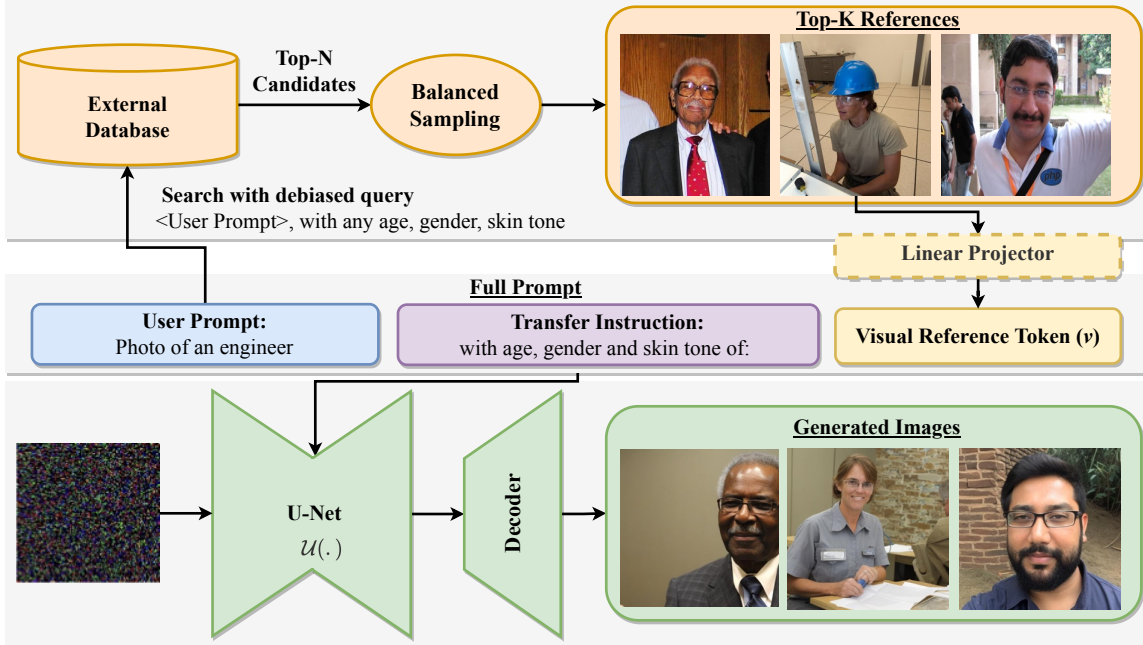 Top-K References
Top-N
Candidates
External
Database
Balanced
Sampling
php
Search with debiased query
<User Prompt>, with any age, gender, skin tone
Linear Projector
Full Prompt
User Prompt:
Photo of an engineer
Transfer Instruction:
with age, gender and skin tone of:
Visual Reference Token (v)
Generated Images
U-Net
U(.)
Decoder